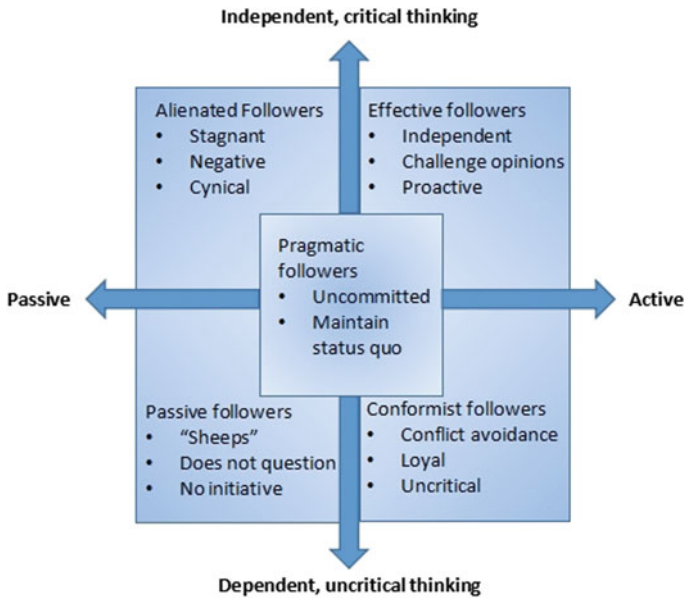 Independent, critical thinking
Alienated Followers
• Stagnant
• Negative
• Cynical
Effective followers
• Independent
• Challenge opinions
• Proactive
Pragmatic
followers
• Uncommitted
• Maintain
status quo
Passive
Active
Passive followers
• “Sheeps”
• Does not question
• No initiative
Conformist followers
• Conflict avoidance
• Loyal
• Uncritical
Dependent, uncritical thinking